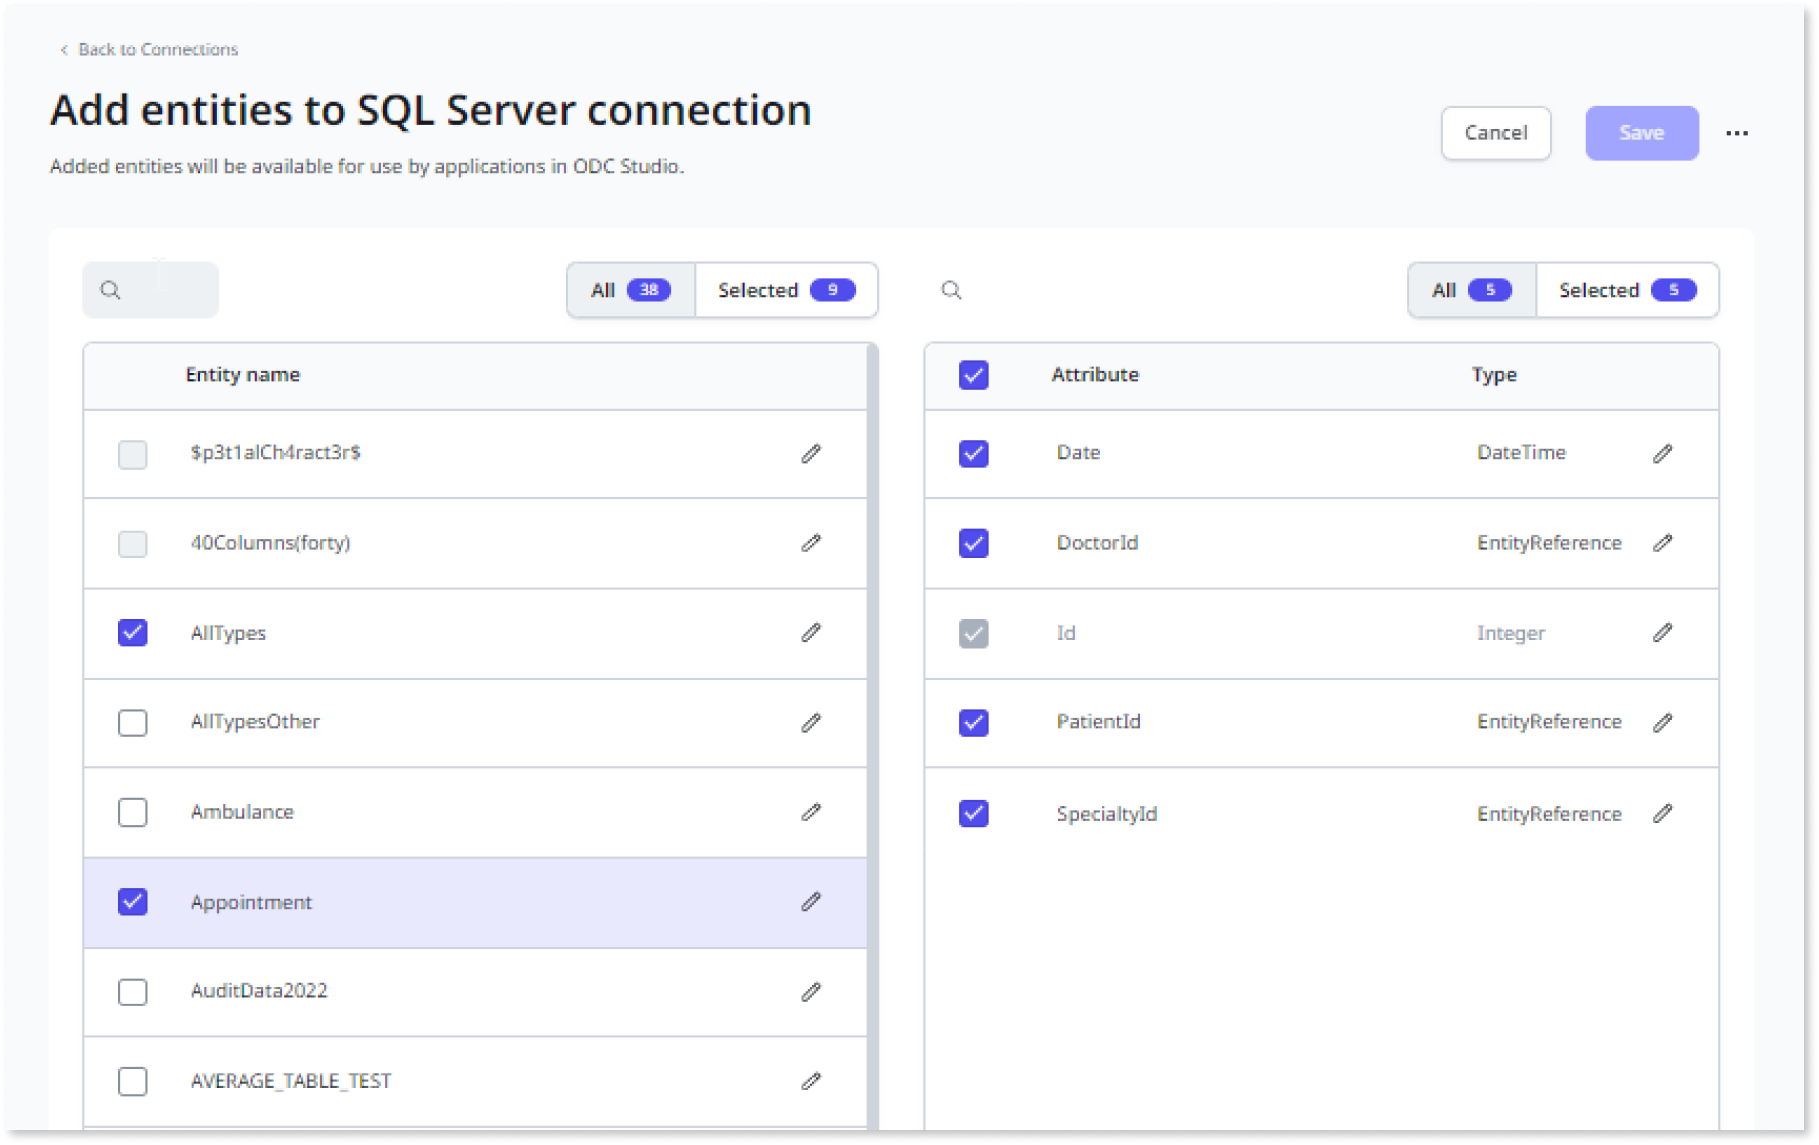 Back to Connections
Add entities to SQL Server connection
Added entities will be available for use by applications in ODC Studio.
Cancel
Save
All 38
Selected 9
All 5
Selected 5
Entity name
$p3t1alCh4ract3r$
40Columns(forty)
AllTypes
AllTypesOther
Ambulance
Appointment
AuditData2022
AVERAGE_TABLE_TEST
Attribute Type
Date DateTime
DoctorId EntityReference
Id Integer
PatientId EntityReference
SpecialtyId EntityReference